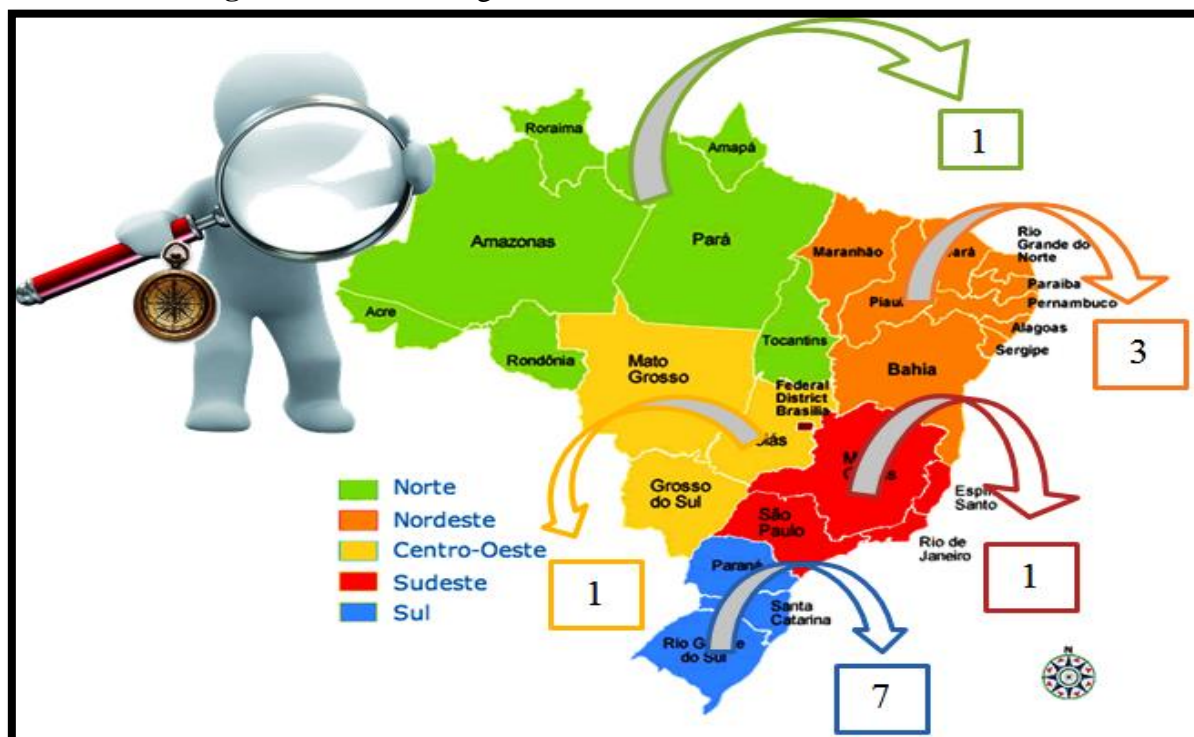 Roraima
Amapá
1
Amazonas
Pará
Maranhão
Rio
Grande do
Norte
Paraiba
Pernambuco
Alagoas
Sergipe
3
Acre
Rondônia
Mato
Grosso
Tocantins
Bahia
Federal
District
Brasilia
Grosso
do Sul
São
Paulo
Santo
Rio de
Janeiro
1
1
Norte
Nordeste
Centro-Oeste
Sudeste
Sul
Paraná
Santa
Catarina
Rio
do Sul
7
N